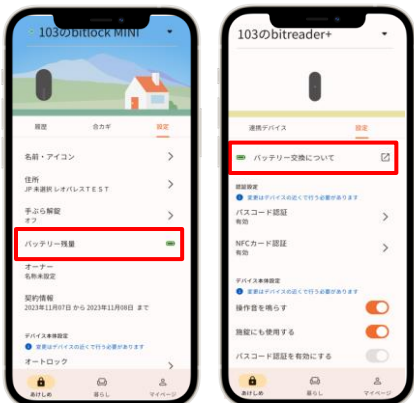 103のbitlock MINI
履歴
合カギ
設定
名前・アイコン
住所
JP 未選択 レオパレスＴＥＳＴ
手ぶら解錠
オフ
バッテリー残量
オーナー
名称未設定
契約情報
2023年11月07日 から 2023年11月08日 まで
デバイス本体設定
変更はデバイスの近くで行う必要があります
オートロック
あけしめ
暮らし
マイページ
103のbitreader+
連携デバイス
設定
バッテリー交換について
認証設定
変更はデバイスの近くで行う必要があります
パスコード認証
有効
NFCカード認証
有効
デバイス本体設定
変更はデバイスの近くで行う必要があります
操作音を鳴らす
施錠にも使用する
パスコード認証を有効にする
あけしめ
暮らし
マイページ